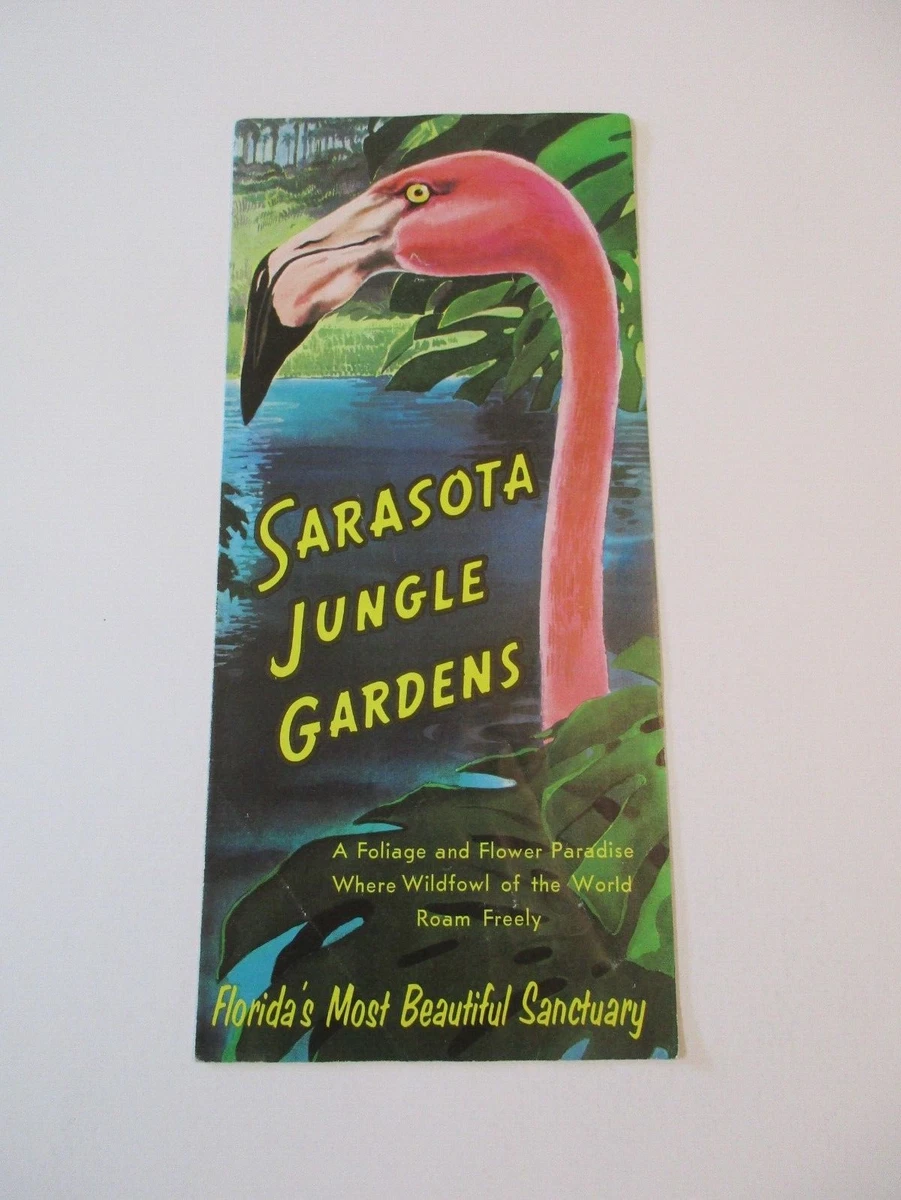 SARASOTA
JUNGLE
GARDENS
A Foliage and Flower Paradise
Where Wildfowl of the World
Roam Freely
Florida's Most Beautiful Sanctuary